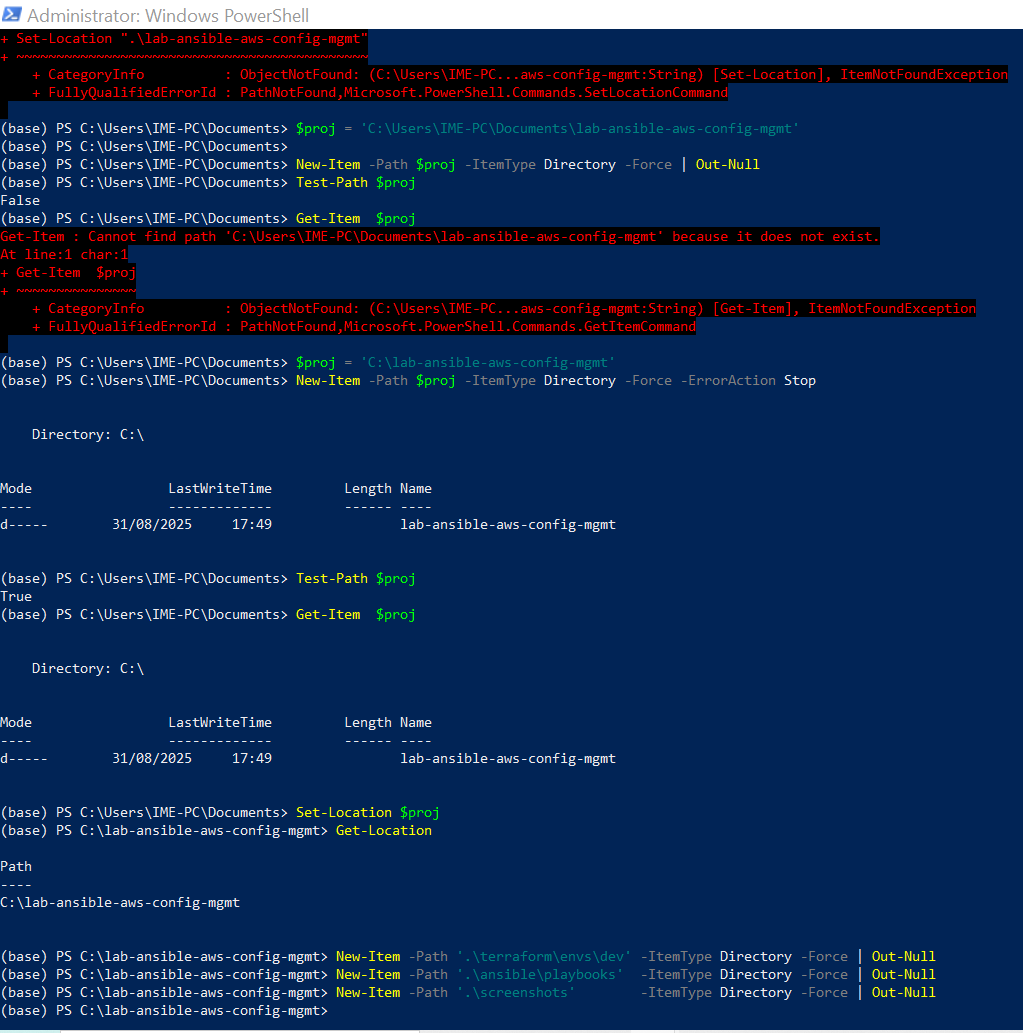 Administrator: Windows PowerShell
+ Set-Location ".\lab-ansible-aws-config-mgmt"
+ ~~~~~~~~~~~~~~~~~~~~~~~~~~~~~~~~~~~~~~~~~~~~
    + CategoryInfo          : ObjectNotFound: (C:\Users\IME-PC...aws-config-mgmt:String) [Set-Location], ItemNotFoundException
    + FullyQualifiedErrorId : PathNotFound,Microsoft.PowerShell.Commands.SetLocationCommand
(base) PS C:\Users\IME-PC\Documents> $proj = 'C:\Users\IME-PC\Documents\lab-ansible-aws-config-mgmt'
(base) PS C:\Users\IME-PC\Documents>
(base) PS C:\Users\IME-PC\Documents> New-Item -Path $proj -ItemType Directory -Force | Out-Null
(base) PS C:\Users\IME-PC\Documents> Test-Path $proj
False
(base) PS C:\Users\IME-PC\Documents> Get-Item  $proj
Get-Item : Cannot find path 'C:\Users\IME-PC\Documents\lab-ansible-aws-config-mgmt' because it does not exist.
At line:1 char:1
+ Get-Item  $proj
+ ~~~~~~~~~~~~~~~
    + CategoryInfo          : ObjectNotFound: (C:\Users\IME-PC...aws-config-mgmt:String) [Get-Item], ItemNotFoundException
    + FullyQualifiedErrorId : PathNotFound,Microsoft.PowerShell.Commands.GetItemCommand
(base) PS C:\Users\IME-PC\Documents> $proj = 'C:\lab-ansible-aws-config-mgmt'
(base) PS C:\Users\IME-PC\Documents> New-Item -Path $proj -ItemType Directory -Force -ErrorAction Stop
    Directory: C:\
Mode                 LastWriteTime         Length Name
----                 -------------         ------ ----
d-----        31/08/2025     17:49                lab-ansible-aws-config-mgmt
(base) PS C:\Users\IME-PC\Documents> Test-Path $proj
True
(base) PS C:\Users\IME-PC\Documents> Get-Item  $proj
    Directory: C:\
Mode                 LastWriteTime         Length Name
----                 -------------         ------ ----
d-----        31/08/2025     17:49                lab-ansible-aws-config-mgmt
(base) PS C:\Users\IME-PC\Documents> Set-Location $proj
(base) PS C:\lab-ansible-aws-config-mgmt> Get-Location
Path
----
C:\lab-ansible-aws-config-mgmt
(base) PS C:\lab-ansible-aws-config-mgmt> New-Item -Path '.\terraform\envs\dev' -ItemType Directory -Force | Out-Null
(base) PS C:\lab-ansible-aws-config-mgmt> New-Item -Path '.\ansible\playbooks'  -ItemType Directory -Force | Out-Null
(base) PS C:\lab-ansible-aws-config-mgmt> New-Item -Path '.\screenshots'        -ItemType Directory -Force | Out-Null
(base) PS C:\lab-ansible-aws-config-mgmt>